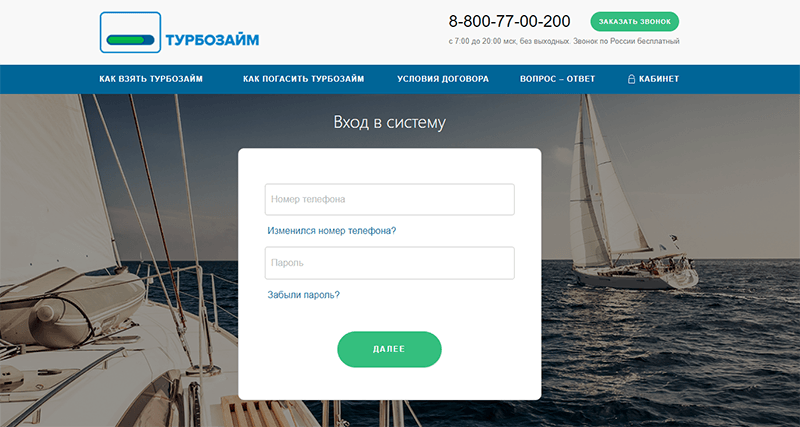 ТУРБОЗАЙМ
8-800-77-00-200
ЗАКАЗАТЬ ЗВОНОК
с 7:00 до 20:00 мск, без выходных. Звонок по России бесплатный
КАК ВЗЯТЬ ТУРБОЗАЙМ
КАК ПОГАСИТЬ ТУРБОЗАЙМ
УСЛОВИЯ ДОГОВОРА
ВОПРОС – ОТВЕТ
КАБИНЕТ
Вход в систему
Номер телефона
Изменился номер телефона?
Пароль
Забыли пароль?
ДАЛЕЕ